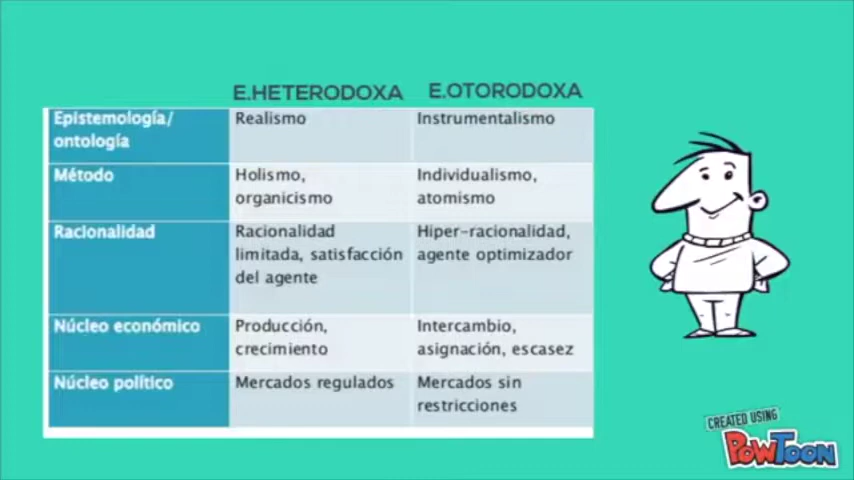 E.HETERODOXA E.OTORODOXA
Epistemología/ Realismo Instrumentalismo
ontología
Método Holismo, Individualismo,
organicismo atomismo
Racionalidad Racionalidad Hiper-racionalidad,
limitada, satisfacción agente optimizador
del agente
Núcleo económico Producción, Intercambio,
crecimiento asignación, escasez
Núcleo político Mercados regulados Mercados sin
restricciones
CREATED USING
POWTOON